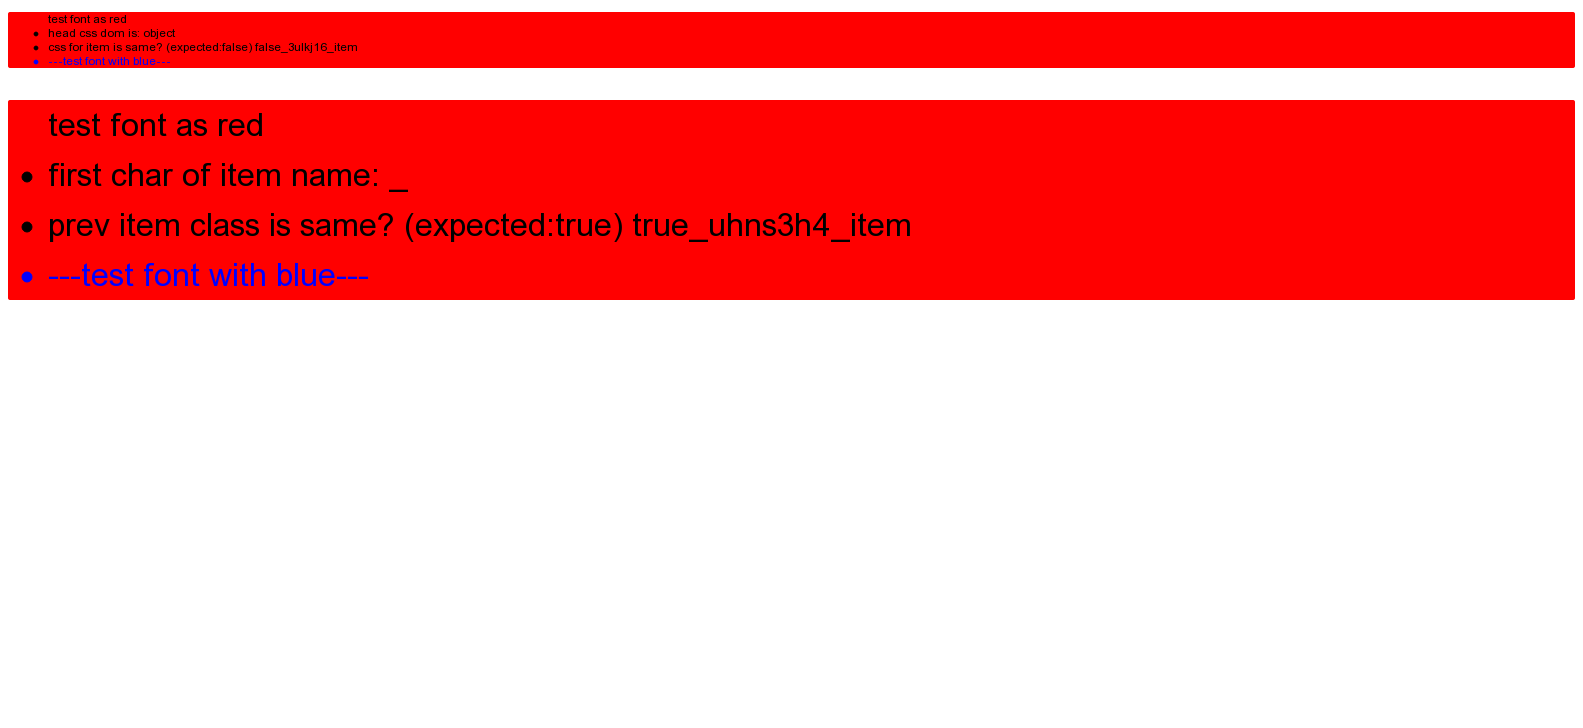 test font as red
head css dom is: object
css for item is same? (expected:false) false_3ulkj16_item
---test font with blue---
test font as red
first char of item name: _
prev item class is same? (expected:true) true_uhns3h4_item
---test font with blue---